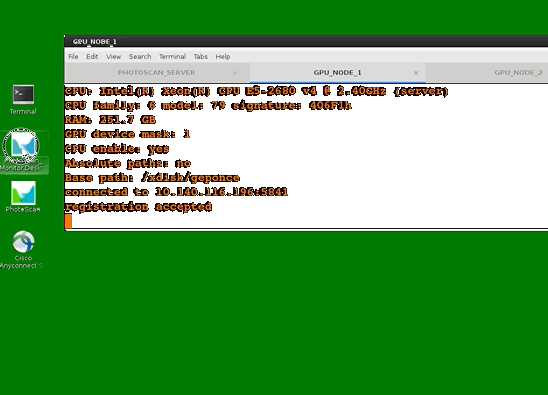 GPU_NODE_1
File Edit View Search Terminal Tabs Help
PHOTOSCAN_SERVER × GPU_NODE_1 × GPU_NODE_2
CPU: Intel(R) Xeon(R) CPU E5-2680 v4 @ 2.40GHz (server)
CPU family: 6 model: 79 signature: 406F1h
RAM: 251.7 GB
GPU device mask: 1
CPU enable: yes
Absolute paths: no
Base path: /xdisk/geponce
connected to 10.140.116.196:5841
registration accepted
Terminal
Monitor.Desk
PhotoScan
Cisco
Anyconnect S